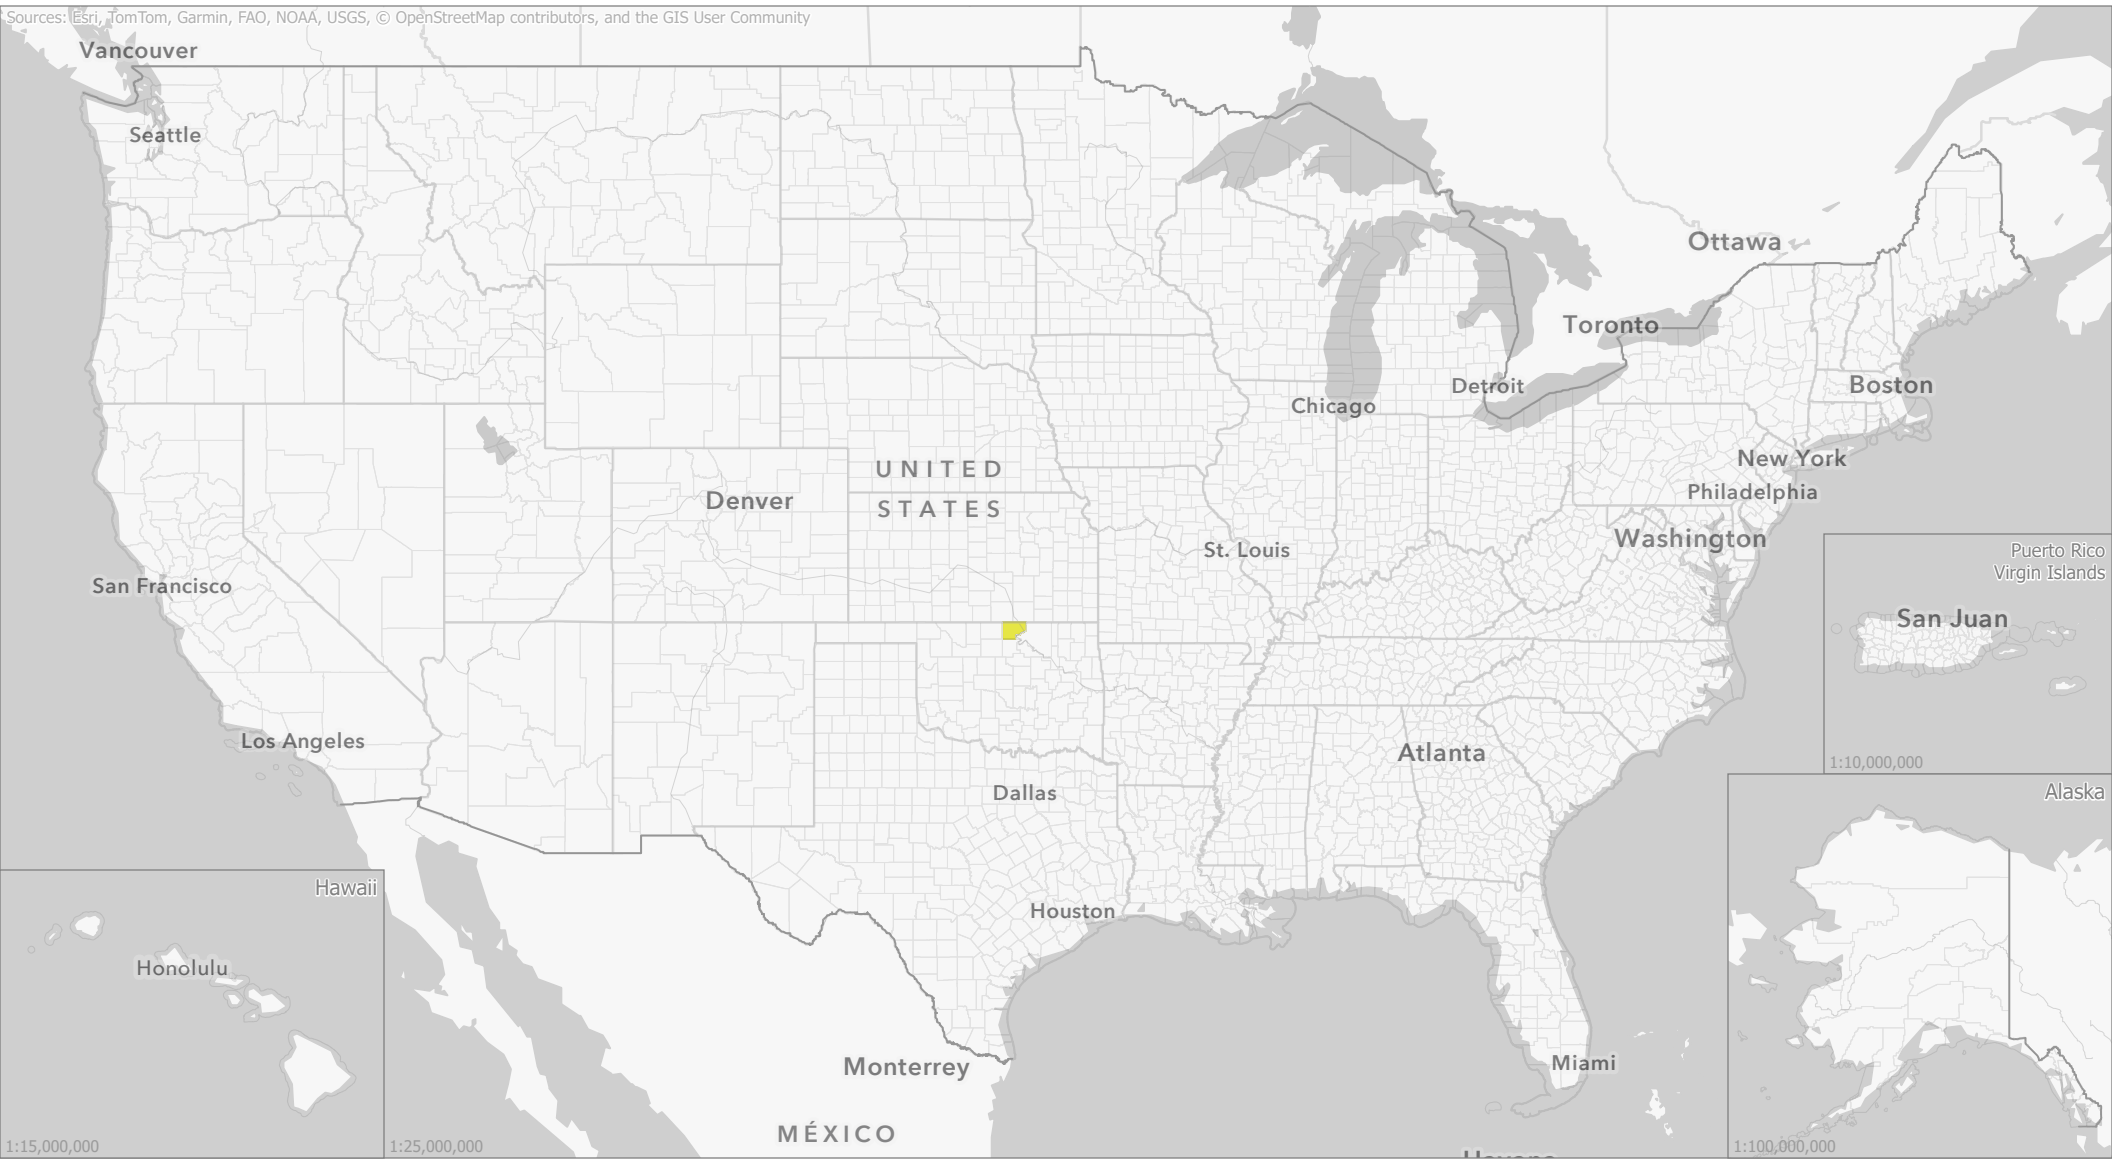 Sources: Esri, TomTom, Garmin, FAO, NOAA, USGS, © OpenStreetMap contributors, and the GIS User Community
Vancouver
Seattle
Ottawa
Toronto
Detroit
Boston
Chicago
New York
UNITED
Denver
Philadelphia
STATES
Washington
St. Louis
Puerto Rico
Virgin Islands
San Francisco
San Juan
Los Angeles
Atlanta
1:10,000,000
Dallas
Alaska
Hawaii
Houston
Honolulu
Miami
Monterrey
MÉXICO
1:15,000,000
1:25,000,000
1:100,000,000